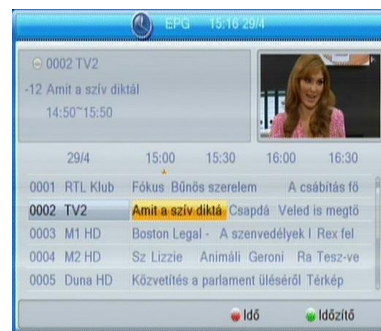 EPG 15:16 29/4
0002 TV2
-12 Amit a szív diktál
14:50~15:50
29/4 15:00 15:30 16:00 16:30
0001 RTL Klub Fókus Bűnös szerelem A csábítás fö
0002 TV2 Amit a szív diktá Csapdá Veled is megtö
0003 M1 HD Boston Legal - A szenvedélyek l Rex fel
0004 M2 HD Sz Lizzie Animáli Geroni Ra Tesz-ve
0005 Duna HD Közvetítés a parlament üléséről Térkép
Idő Időzítő